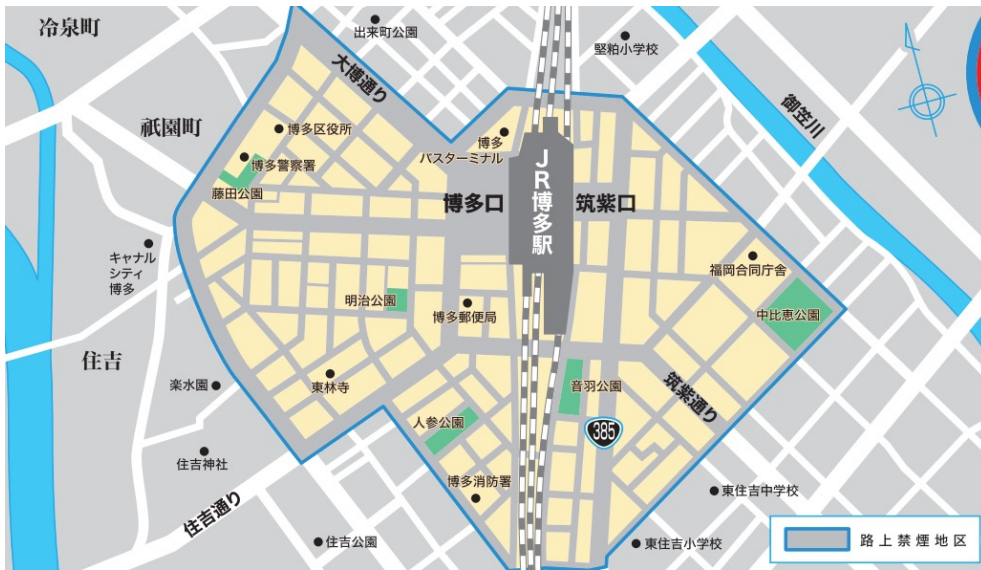 冷泉町
出来町公園
堅粕小学校
大博通り
御笠川
祇園町
博多区役所
博多
バスターミナル
博多警察署
藤田公園
JR博多駅
博多口
筑紫口
キャナル
シティ
博多
福岡合同庁舎
明治公園
博多郵便局
中比恵公園
住吉
楽水園
東林寺
音羽公園
筑紫通り
人参公園
385
住吉神社
博多消防署
東住吉中学校
住吉通り
住吉公園
東住吉小学校
路上禁煙地区